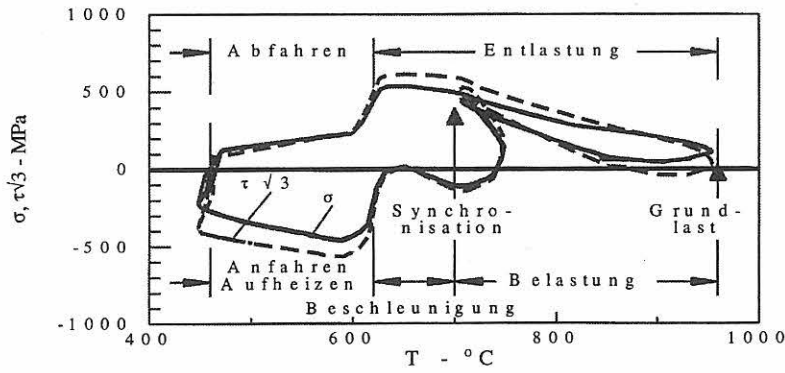 1000
Abfahren
Entlastung
500
σ, τ√3 - MPa
0
τ √3
σ
Synchro-
nisation
Grund-
last
-500
Anfahren
Aufheizen
Belastung
Beschleunigung
-1000
400
600
800
1000
T - °C